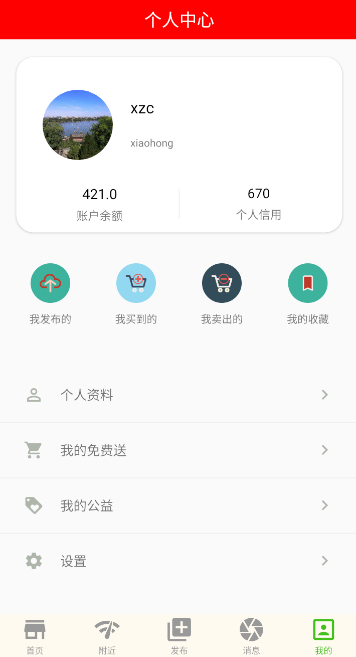 个人中心
xzc
xiaohong
421.0
670
账户余额
个人信用
我发布的
我买到的
我卖出的
我的收藏
个人资料
我的免费送
我的公益
设置
首页
附近
发布
消息
我的